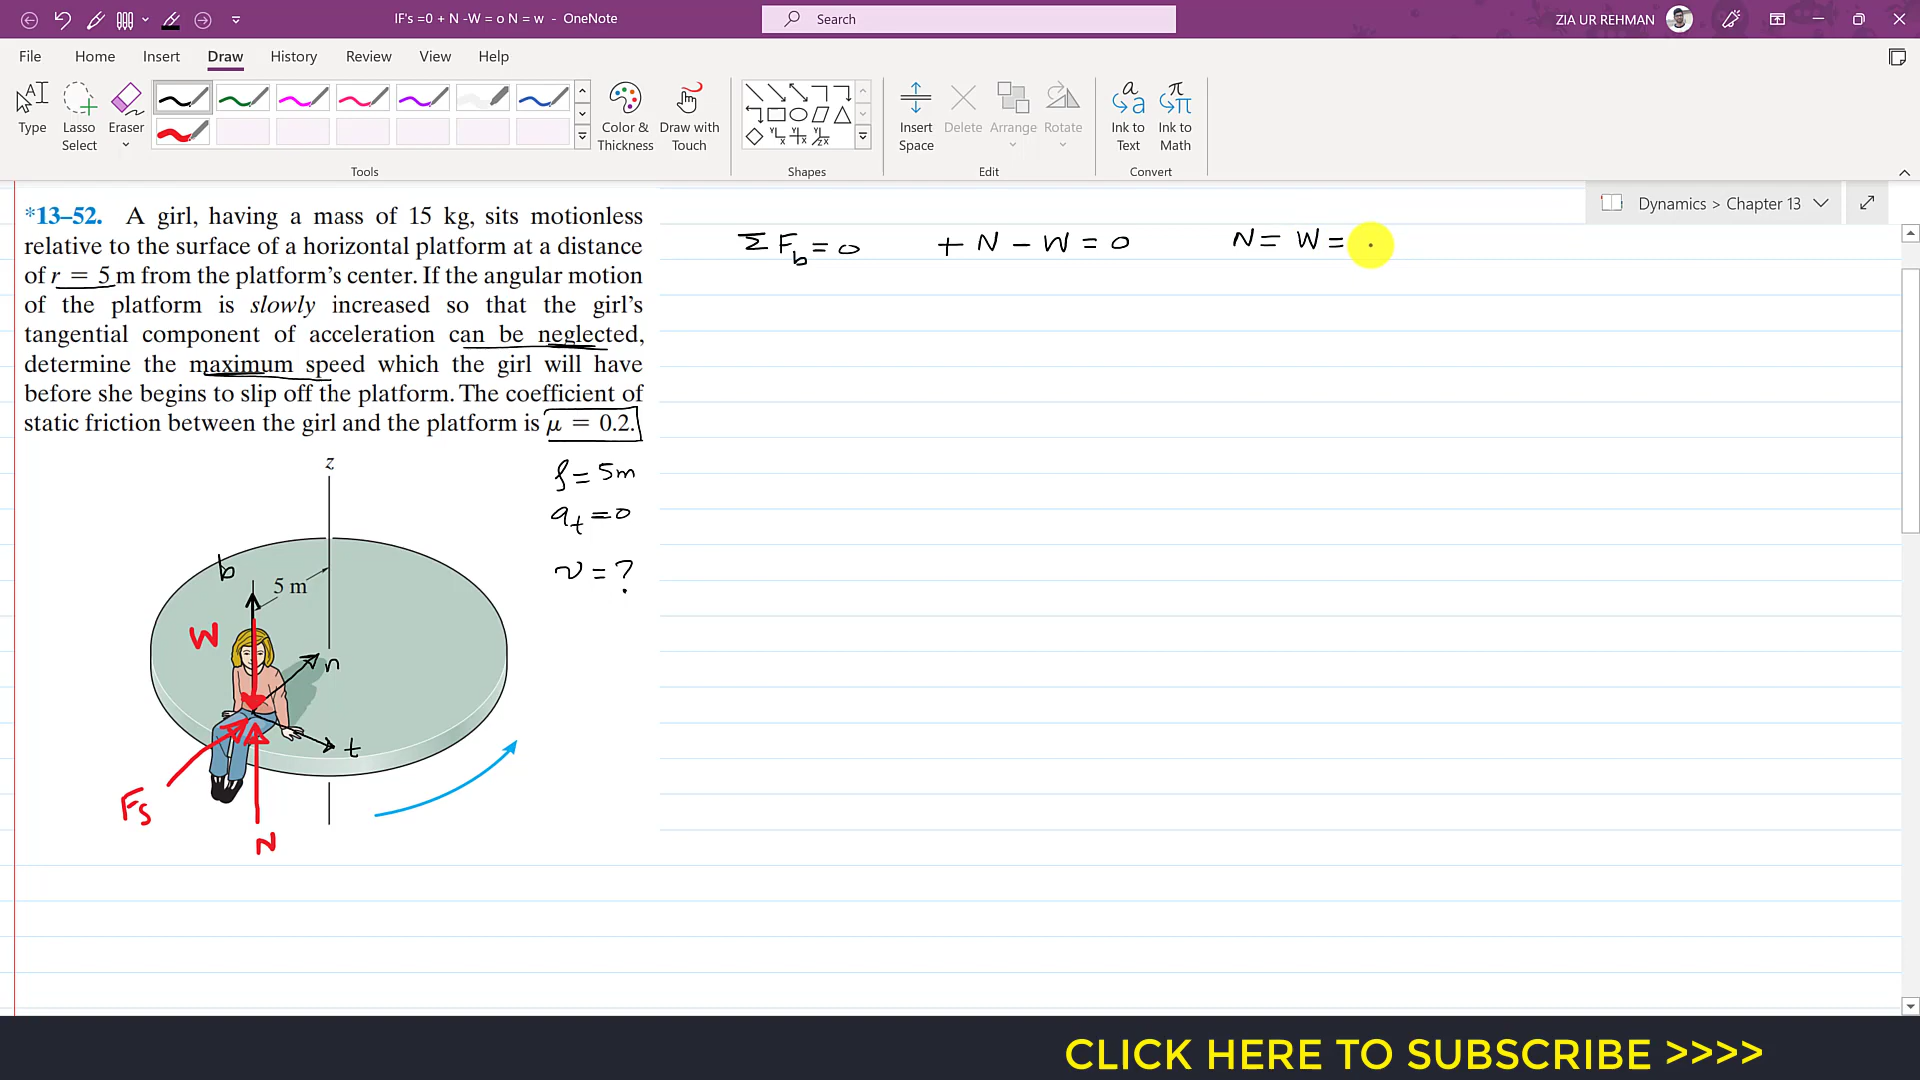 IF's =0 + N -W = o N = w - OneNote
Search
ZIA UR REHMAN
File Home Insert Draw History Review View Help
Type
Lasso Select
Eraser
Color & Thickness
Draw with Touch
Insert Space
Delete
Arrange
Rotate
Ink to Text
Ink to Math
Tools
Shapes
Edit
Convert
Dynamics > Chapter 13
*13–52. A girl, having a mass of 15 kg, sits motionless
relative to the surface of a horizontal platform at a distance
of r = 5 m from the platform's center. If the angular motion
of the platform is slowly increased so that the girl's
tangential component of acceleration can be neglected,
determine the maximum speed which the girl will have
before she begins to slip off the platform. The coefficient of
static friction between the girl and the platform is μ = 0.2.
Σ F_b = 0 + N − W = 0 N = W =
z
ρ = 5m
a_t = 0
v = ?
b
5 m
W
n
t
Fs
N
CLICK HERE TO SUBSCRIBE >>>>